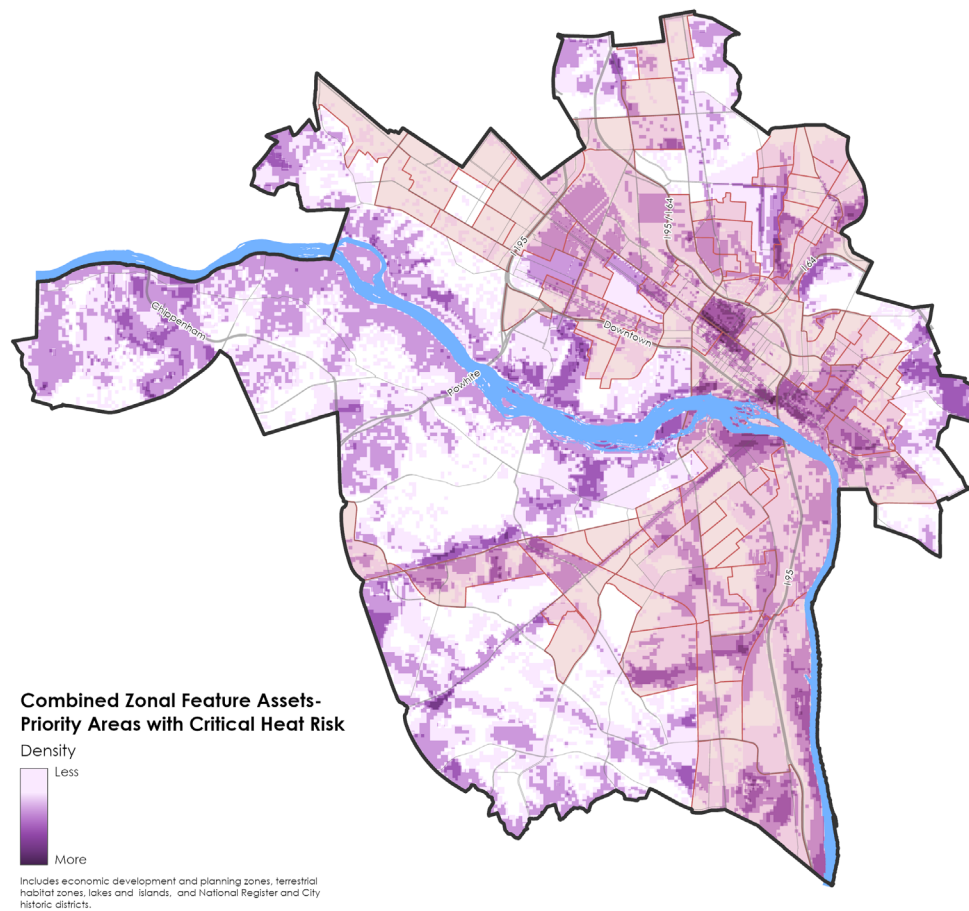 I-95 / I-64
I-95
I-64
Chippenham
Downtown
Powhite
I-95
Combined Zonal Feature Assets-
Priority Areas with Critical Heat Risk
Density
Less
More
Includes economic development and planning zones, terrestrial
habitat zones, lakes and islands, and National Register and City
historic districts.